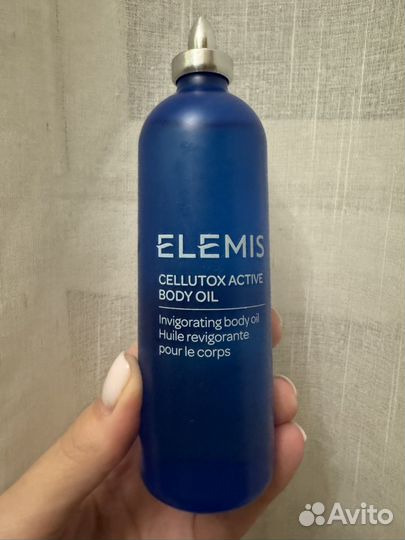 ELEMIS
CELLUTOX ACTIVE
BODY OIL
Invigorating body oil
Huile revigorante
pour le corps
Avito